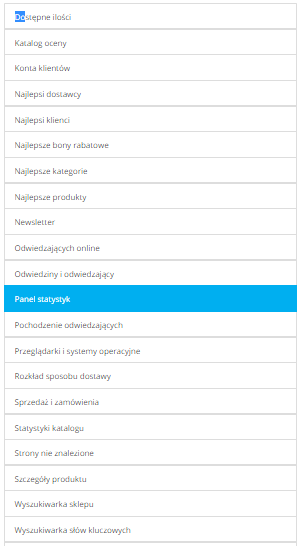 Dostępne ilości
Katalog oceny
Konta klientów
Najlepsi dostawcy
Najlepsi klienci
Najlepsze bony rabatowe
Najlepsze kategorie
Najlepsze produkty
Newsletter
Odwiedzających online
Odwiedziny i odwiedzający
Panel statystyk
Pochodzenie odwiedzających
Przeglądarki i systemy operacyjne
Rozkład sposobu dostawy
Sprzedaż i zamówienia
Statystyki katalogu
Strony nie znalezione
Szczegóły produktu
Wyszukiwarka sklepu
Wyszukiwarka słów kluczowych